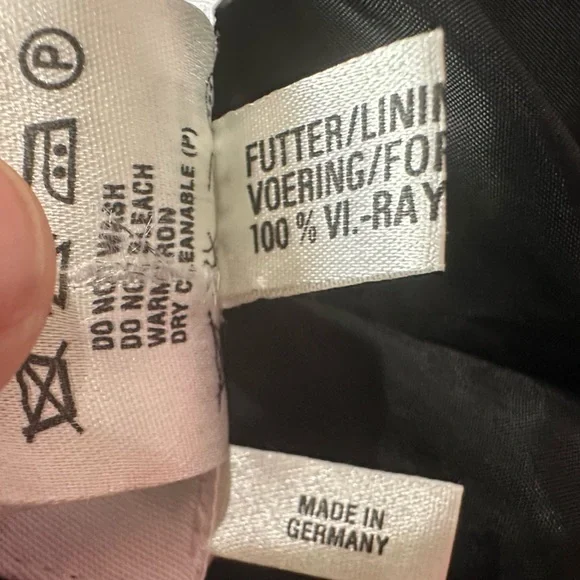 P
DO NOT WASH
DO NOT BLEACH
WARM IRON
DRY CLEANABLE (P)
FUTTER/LININ
VOERING/FOR
100 % VI.-RAY
MADE IN
GERMANY